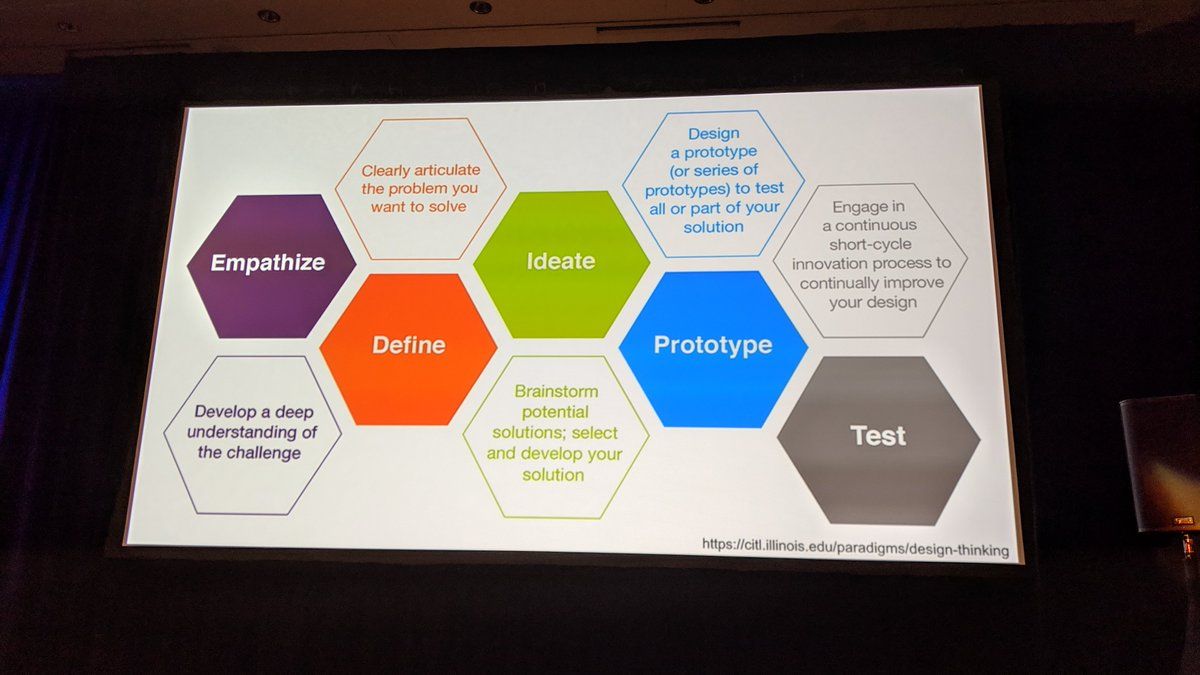 Empathize
Develop a deep
understanding of
the challenge
Clearly articulate
the problem you
want to solve
Define
Ideate
Brainstorm
potential
solutions; select
and develop your
solution
Design
a prototype
(or series of
prototypes) to test
all or part of your
solution
Prototype
Engage in
a continuous
short-cycle
innovation process to
continually improve
your design
Test
https://citl.illinois.edu/paradigms/design-thinking